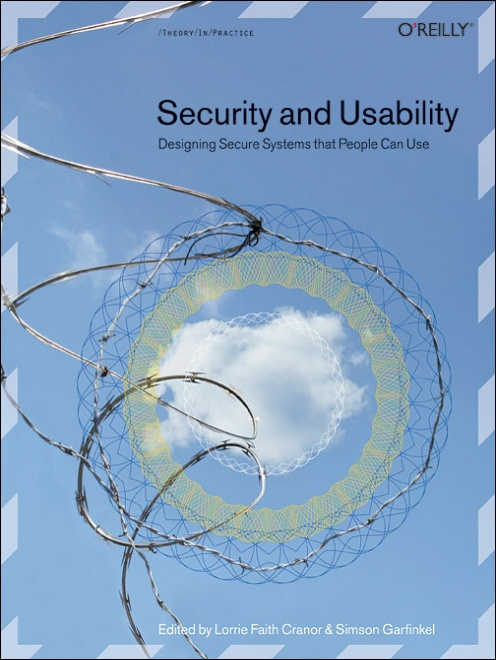 /THEORY/IN/PRACTICE
O'REILLY®
Security and Usability
Designing Secure Systems that People Can Use
Edited by Lorrie Faith Cranor & Simson Garfinkel